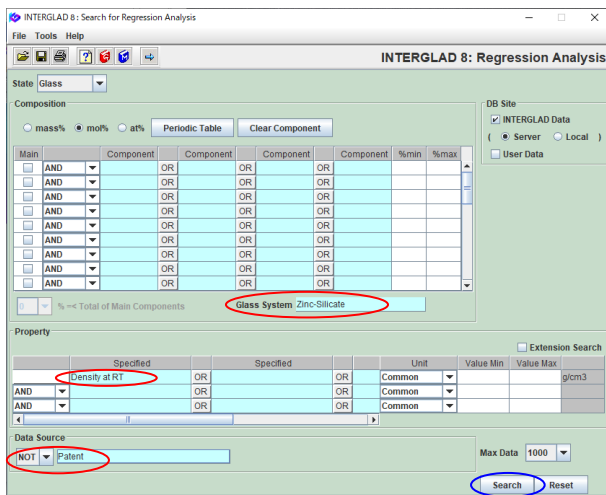 INTERGLAD 8 : Search for Regression Analysis
File Tools Help
INTERGLAD 8: Regression Analysis
State Glass
Composition
mass% mol% at% Periodic Table Clear Component
DB Site
INTERGLAD Data
( Server Local )
User Data
Main Component Component Component Component %min %max
AND OR OR OR
AND OR OR OR
AND OR OR OR
AND OR OR OR
AND OR OR OR
AND OR OR OR
AND OR OR OR
AND OR OR OR
AND OR OR OR
0 % =< Total of Main Components Glass System Zinc-Silicate
Property
Extension Search
Specified Specified Unit Value Min Value Max
Density at RT OR OR Common g/cm3
AND OR OR Common
AND OR OR Common
Data Source
NOT Patent
Max Data 1000
Search Reset